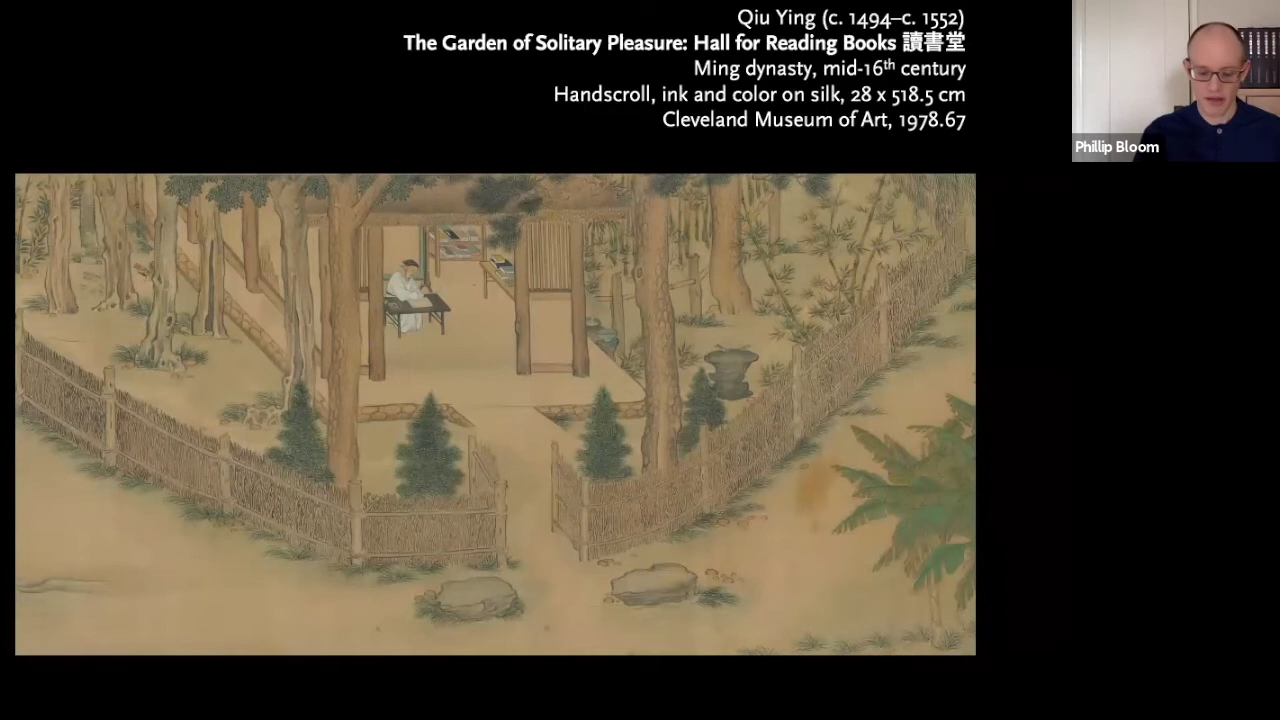 Qiu Ying (c. 1494–c. 1552)
The Garden of Solitary Pleasure: Hall for Reading Books 讀書堂
Ming dynasty, mid-16th century
Handscroll, ink and color on silk, 28 x 518.5 cm
Cleveland Museum of Art, 1978.67
Phillip Bloom